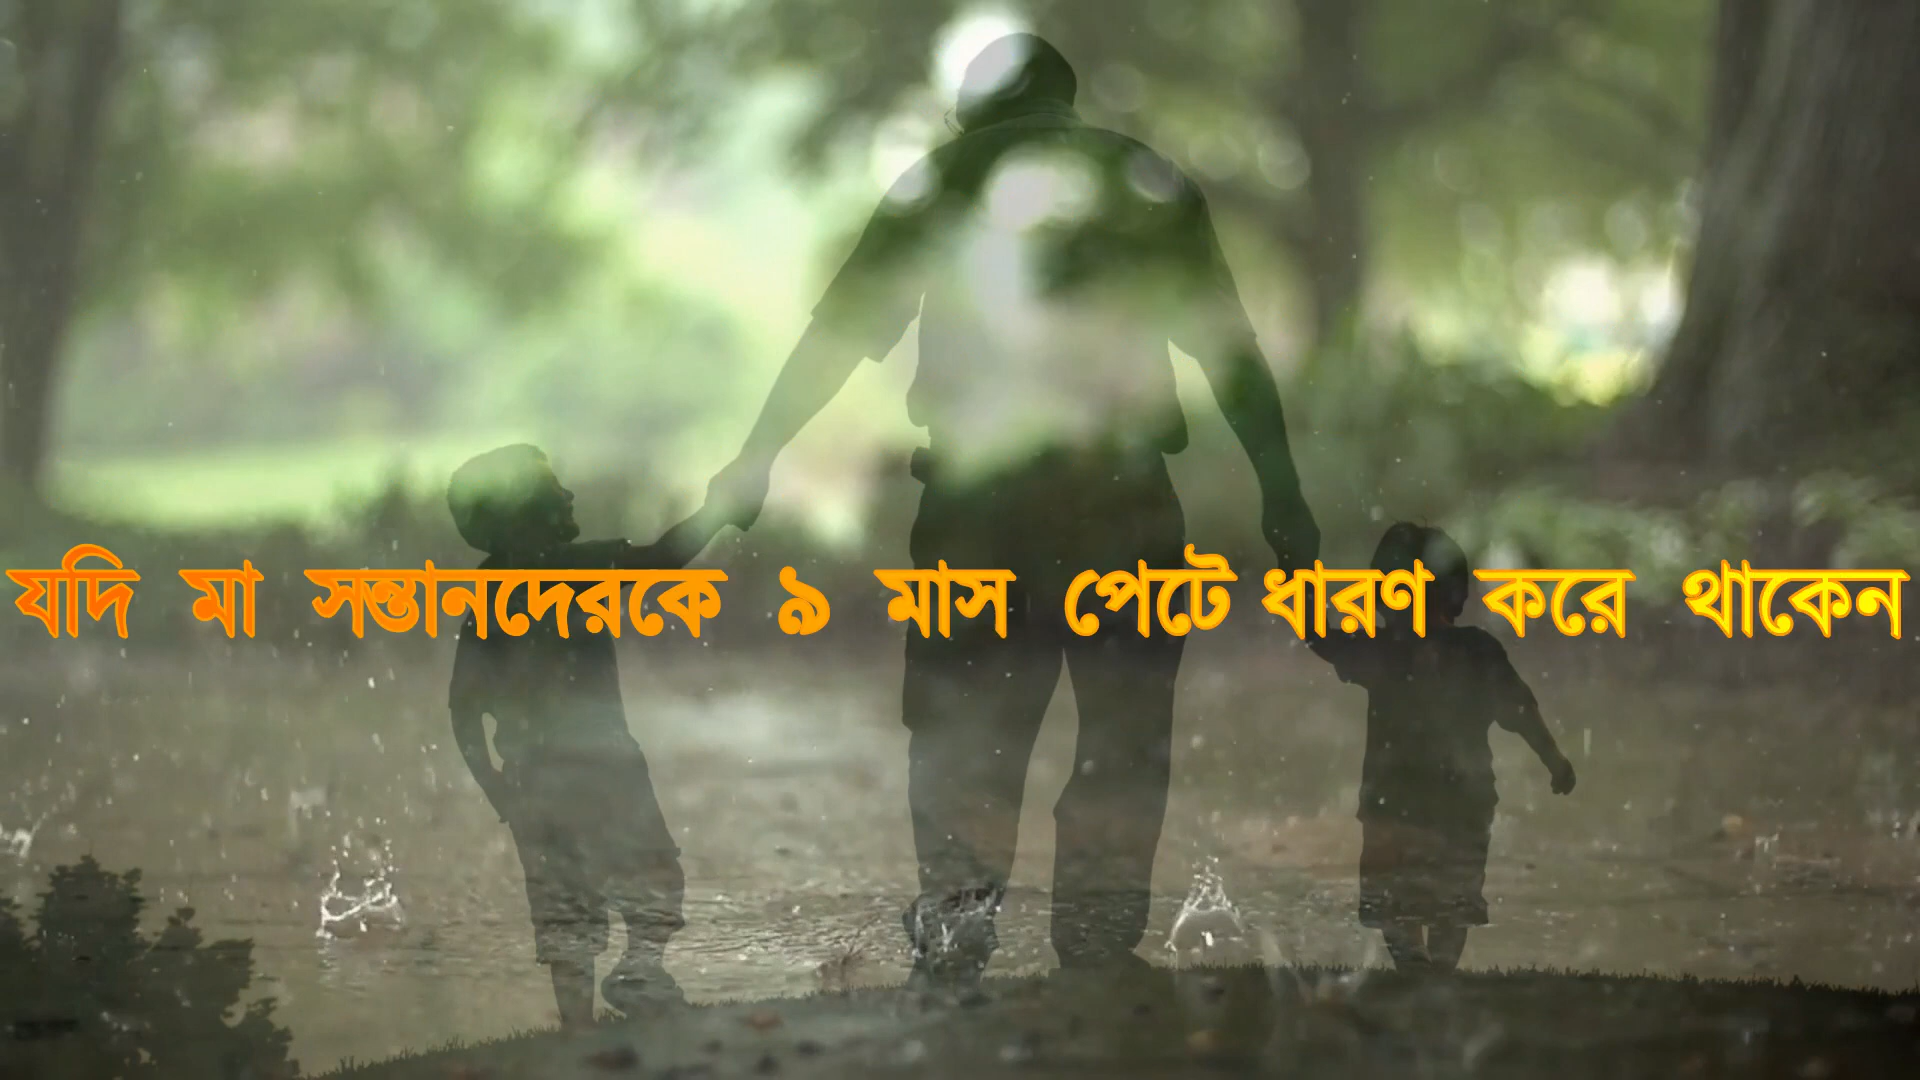 যদি মা সন্তানদেরকে ৯ মাস পেটে ধারণ করে থাকেন